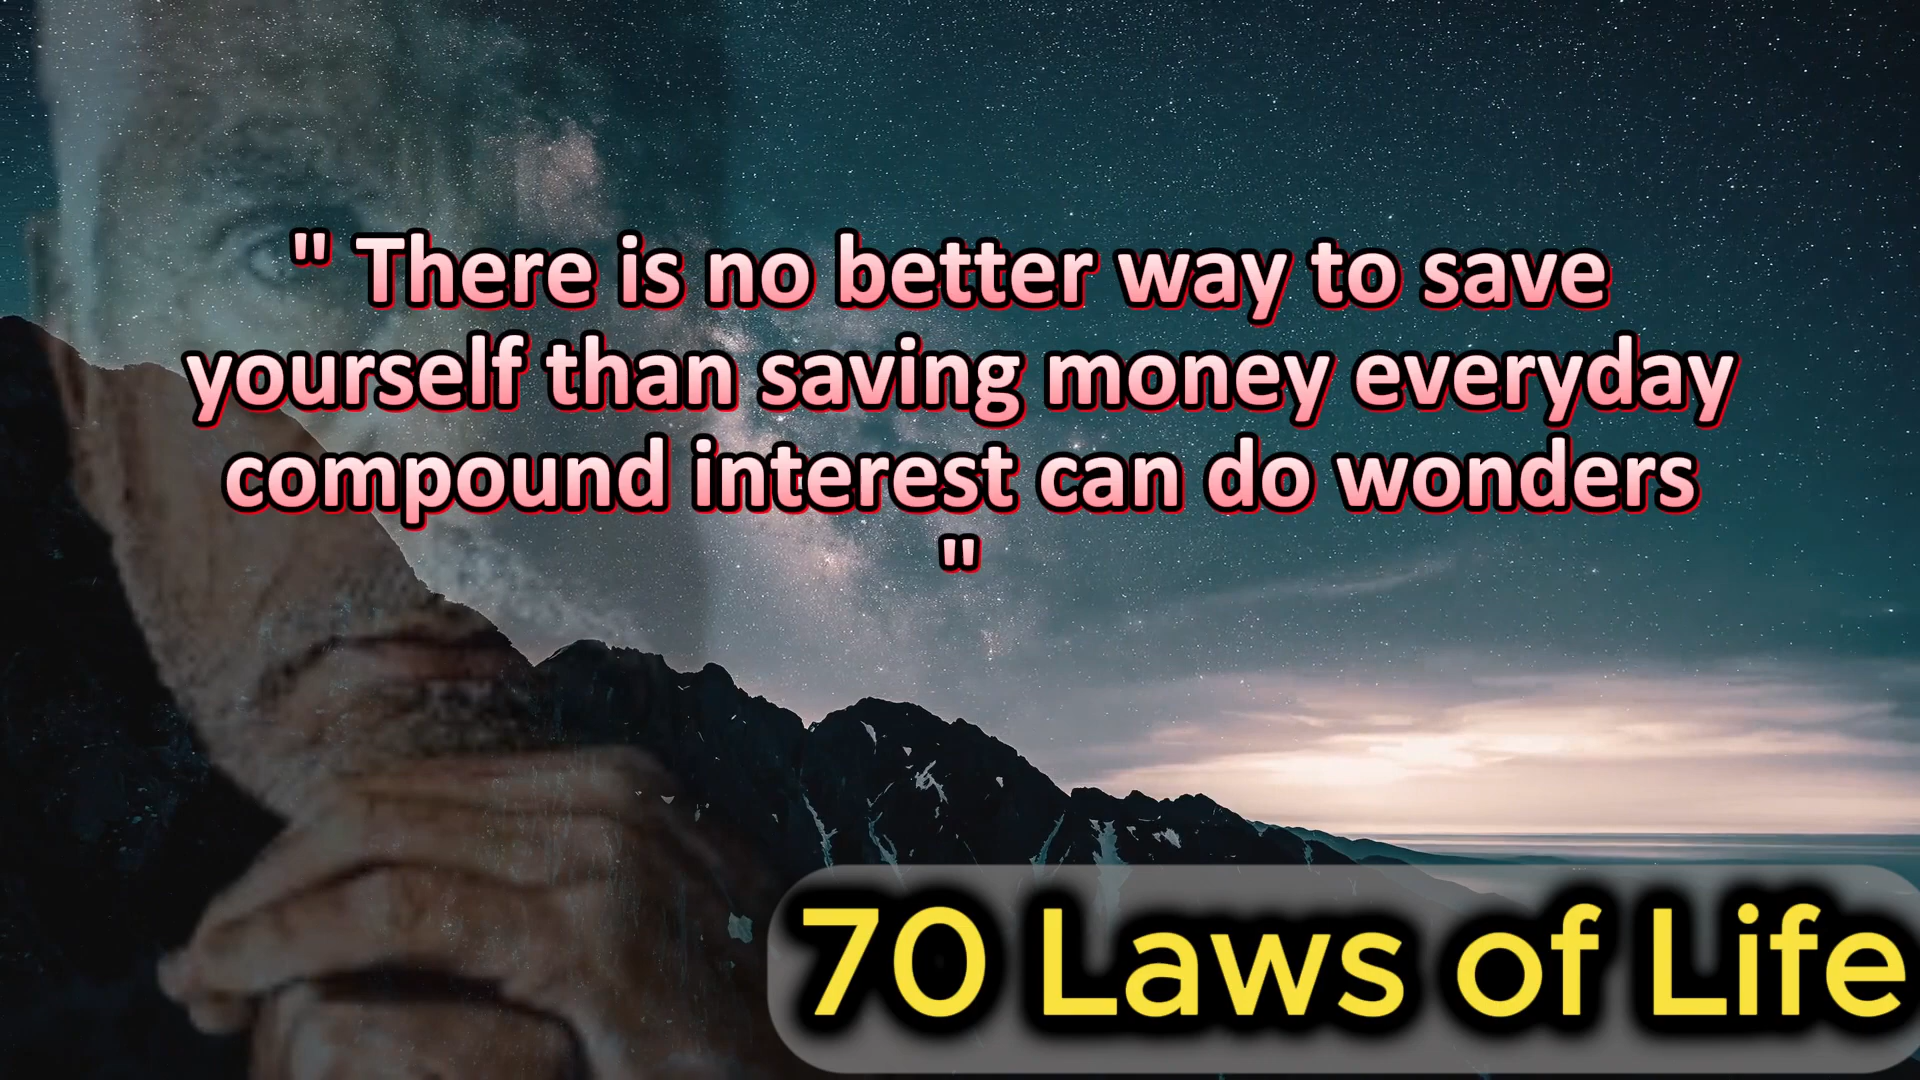 " There is no better way to save
yourself than saving money everyday
compound interest can do wonders
"
70 Laws of Life